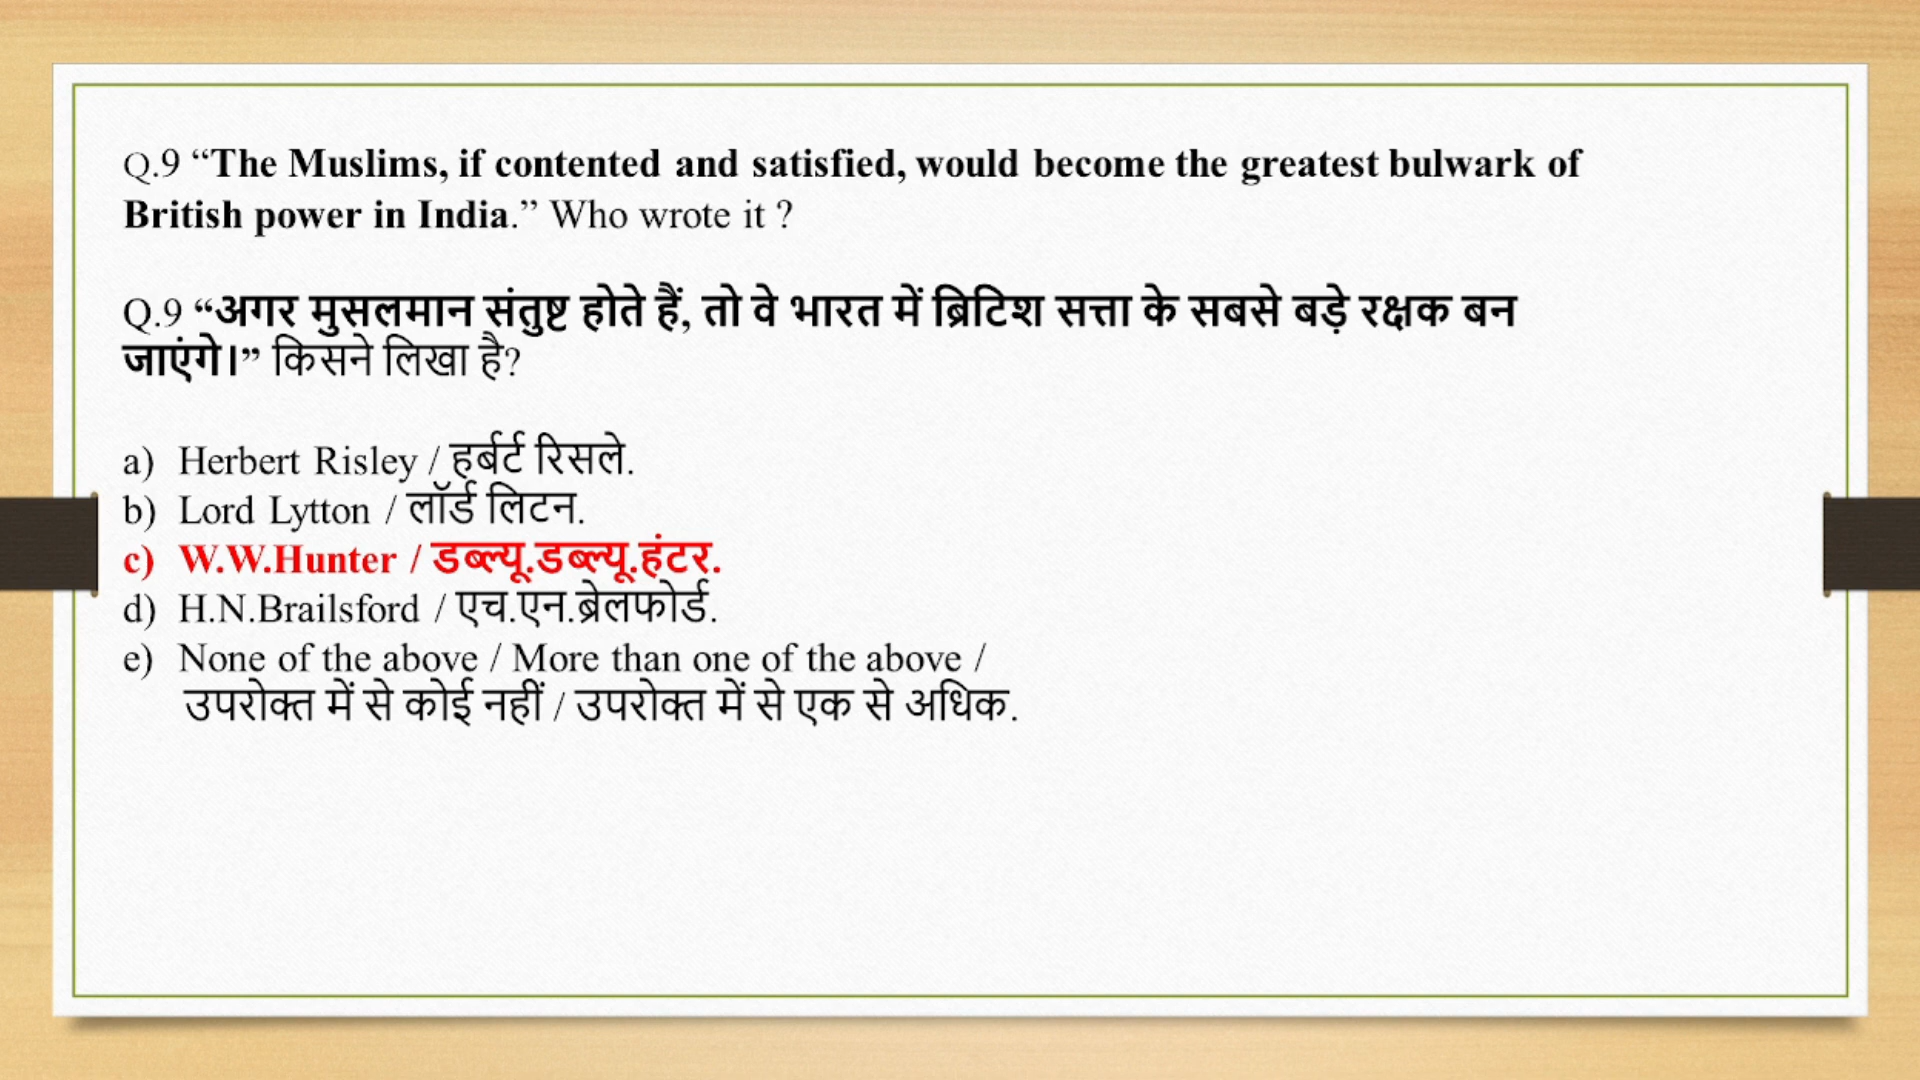 Q.9 “The Muslims, if contented and satisfied, would become the greatest bulwark of
British power in India.” Who wrote it ?
Q.9 “अगर मुसलमान संतुष्ट होते हैं, तो वे भारत में ब्रिटिश सत्ता के सबसे बड़े रक्षक बन
जाएंगे।” किसने लिखा है?
a) Herbert Risley / हर्बर्ट रिसले.
b) Lord Lytton / लॉर्ड लिटन.
c) W.W.Hunter / डब्ल्यू.डब्ल्यू.हंटर.
d) H.N.Brailsford / एच.एन.ब्रेलफोर्ड.
e) None of the above / More than one of the above /
उपरोक्त में से कोई नहीं / उपरोक्त में से एक से अधिक.